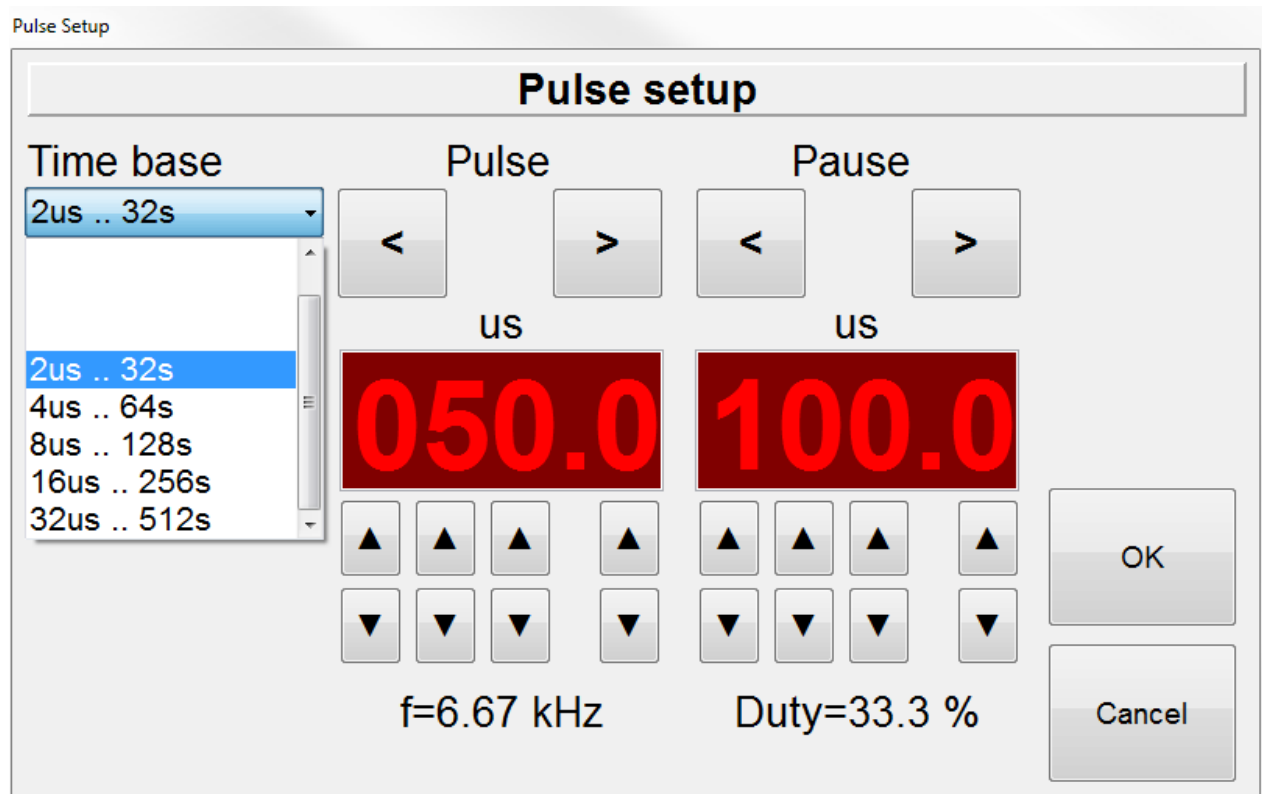 Pulse Setup
Pulse setup
Time base
Pulse
Pause
2us .. 32s
< > < >
us
us
2us .. 32s
4us .. 64s
8us .. 128s
16us .. 256s
32us .. 512s
050.0
100.0
▲ ▲ ▲ ▲ ▲ ▲ ▲ ▲
▼ ▼ ▼ ▼ ▼ ▼ ▼ ▼
OK
f=6.67 kHz
Duty=33.3 %
Cancel